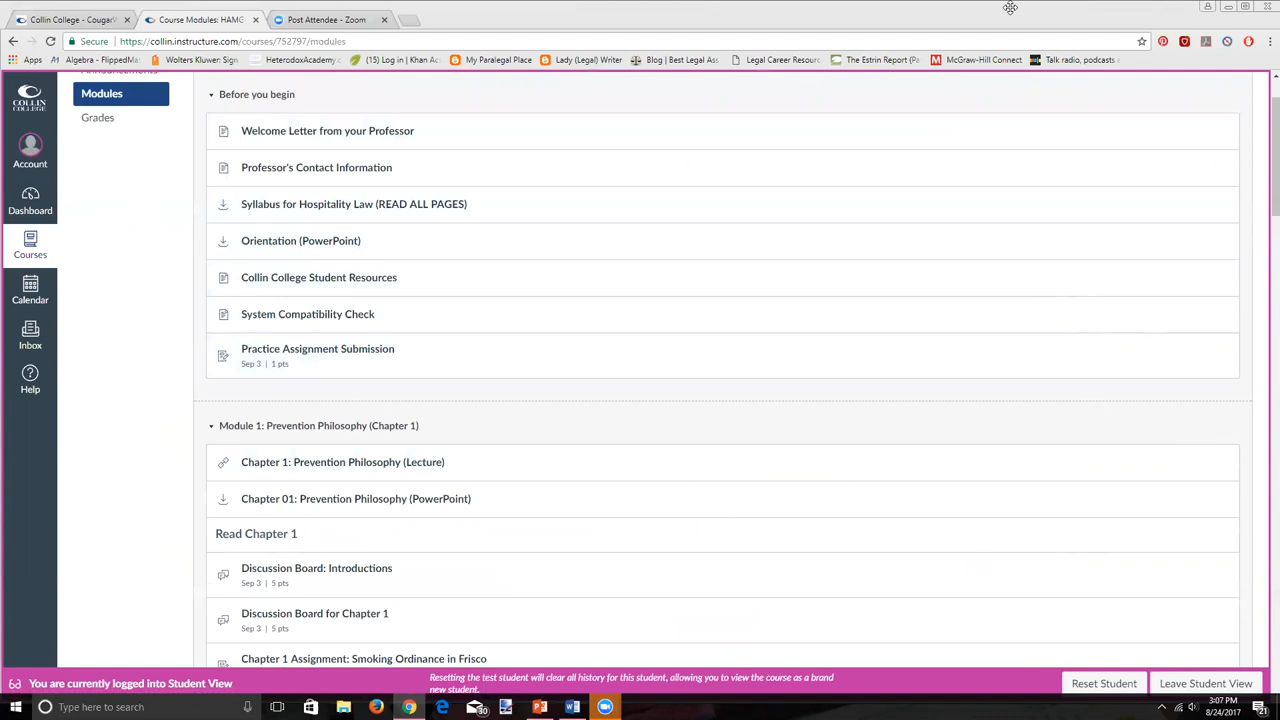 Collin College - CougarW
Course Modules: HAMG
Post Attendee - Zoom
Secure
https://collin.instructure.com/courses/752797/modules
Apps
Algebra - FlippedMat
Wolters Kluwer: Sign
HeterodoxAcademy.o
(15) Log in | Khan Ac
My Paralegal Place
Lady (Legal) Writer
Blog | Best Legal Ass
Legal Career Resourc
The Estrin Report (Pa
McGraw-Hill Connect
Talk radio, podcasts a
COLLIN
COLLEGE
Account
Dashboard
Courses
Calendar
Inbox
Help
Announcements
Modules
Grades
Before you begin
Welcome Letter from your Professor
Professor's Contact Information
Syllabus for Hospitality Law (READ ALL PAGES)
Orientation (PowerPoint)
Collin College Student Resources
System Compatibility Check
Practice Assignment Submission
Sep 3 | 1 pts
Module 1: Prevention Philosophy (Chapter 1)
Chapter 1: Prevention Philosophy (Lecture)
Chapter 01: Prevention Philosophy (PowerPoint)
Read Chapter 1
Discussion Board: Introductions
Sep 3 | 5 pts
Discussion Board for Chapter 1
Sep 3 | 5 pts
Chapter 1 Assignment: Smoking Ordinance in Frisco
You are currently logged into Student View
Resetting the test student will clear all history for this student, allowing you to view the course as a brand
new student.
Reset Student
Leave Student View
Type here to search
30
3:07 PM
8/24/2017
21